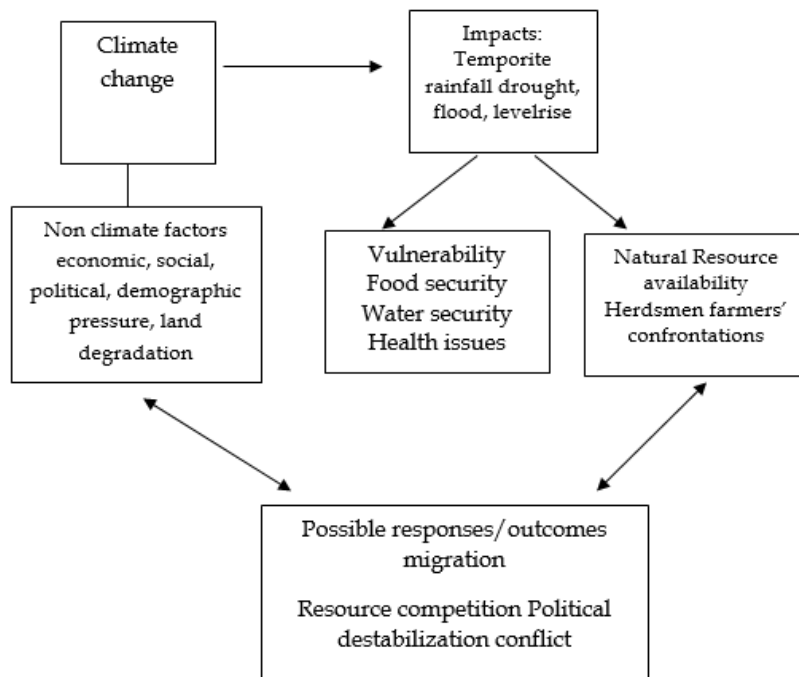 Climate
change
Impacts:
Temporite
rainfall drought,
flood, levelrise
Non climate factors
economic, social,
political, demographic
pressure, land
degradation
Vulnerability
Food security
Water security
Health issues
Natural Resource
availability
Herdsmen farmers’
confrontations
Possible responses/outcomes
migration
Resource competition Political
destabilization conflict